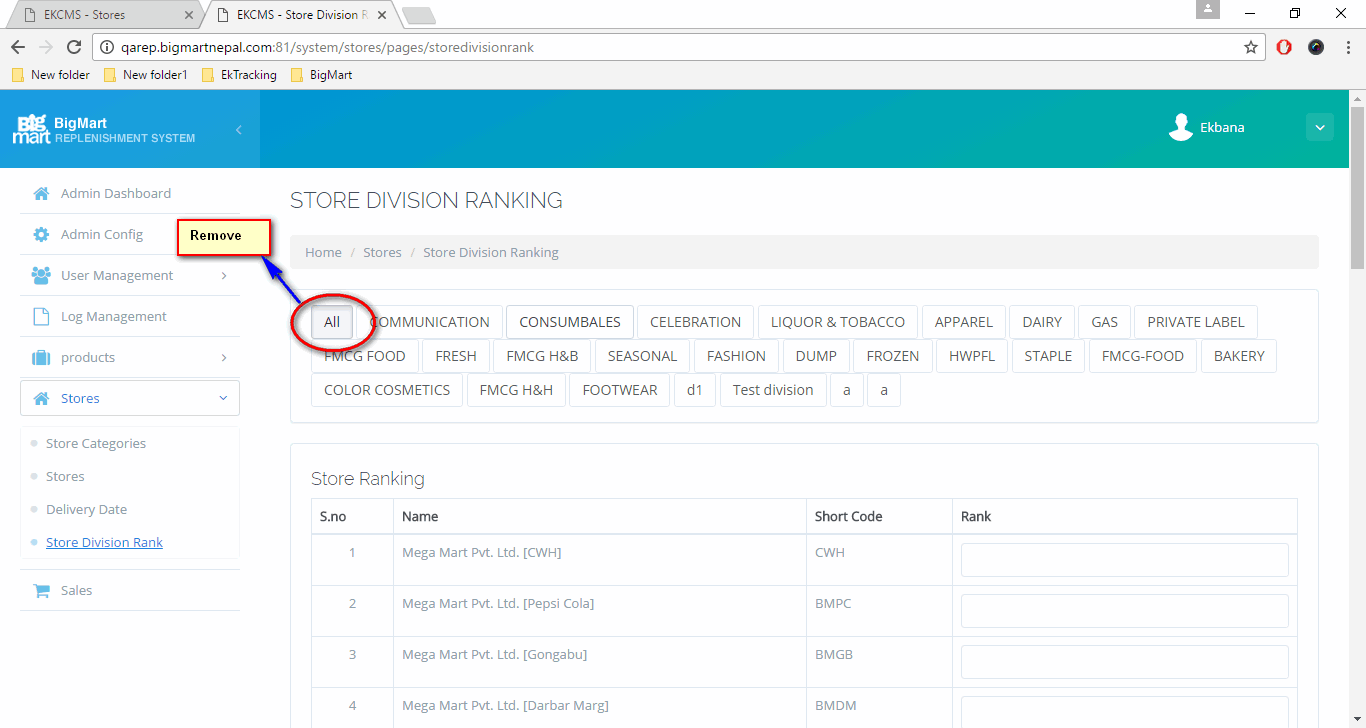 EKCMS - Stores
EKCMS - Store Division R
qarep.bigmartnepal.com:81/system/stores/pages/storedivisionrank
New folder
New folder1
EkTracking
BigMart
Big mart
BigMart
REPLENISHMENT SYSTEM
Ekbana
Admin Dashboard
Admin Config
User Management
Log Management
products
Stores
Store Categories
Stores
Delivery Date
Store Division Rank
Sales
Remove
STORE DIVISION RANKING
Home / Stores / Store Division Ranking
All COMMUNICATION CONSUMBALES CELEBRATION LIQUOR & TOBACCO APPAREL DAIRY GAS PRIVATE LABEL
FMCG FOOD FRESH FMCG H&B SEASONAL FASHION DUMP FROZEN HWPFL STAPLE FMCG-FOOD BAKERY
COLOR COSMETICS FMCG H&H FOOTWEAR d1 Test division a a
Store Ranking
S.no Name Short Code Rank
1 Mega Mart Pvt. Ltd. [CWH] CWH
2 Mega Mart Pvt. Ltd. [Pepsi Cola] BMPC
3 Mega Mart Pvt. Ltd. [Gongabu] BMGB
4 Mega Mart Pvt. Ltd. [Darbar Marg] BMDM